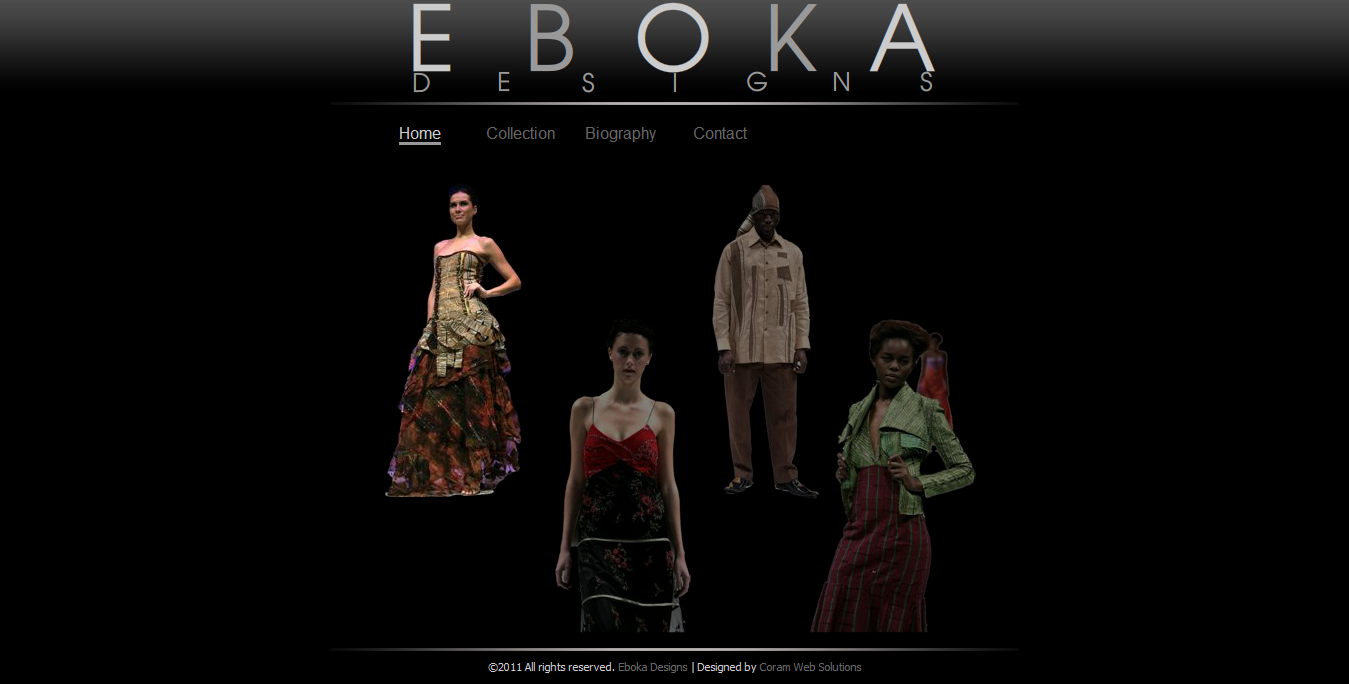 EBOKA
DESIGNS
Home Collection Biography Contact
©2011 All rights reserved. Eboka Designs | Designed by Coram Web Solutions